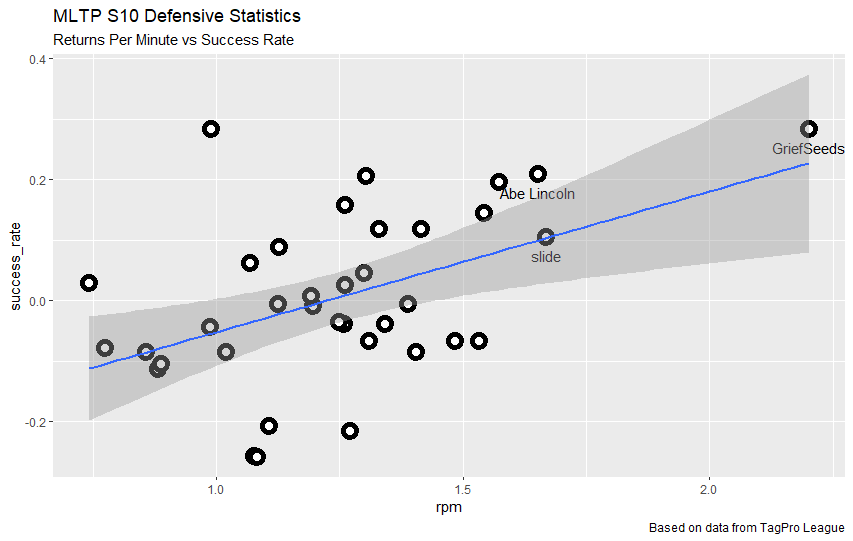 MLTP S10 Defensive Statistics
Returns Per Minute vs Success Rate
0.4
0.2
0.0
-0.2
success_rate
GriefSeeds
Abe Lincoln
slide
1.0
1.5
2.0
rpm
Based on data from TagPro League